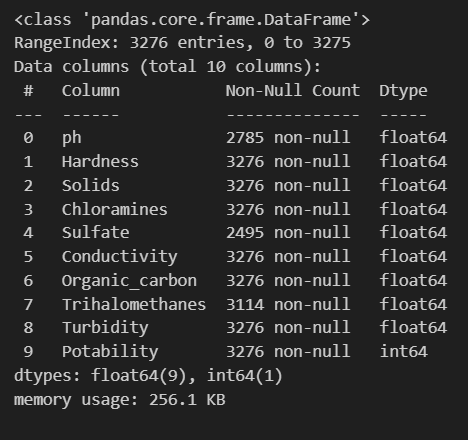 <class 'pandas.core.frame.DataFrame'>
RangeIndex: 3276 entries, 0 to 3275
Data columns (total 10 columns):
 #   Column           Non-Null Count  Dtype
---  ------           --------------  -----
 0   ph               2785 non-null   float64
 1   Hardness         3276 non-null   float64
 2   Solids           3276 non-null   float64
 3   Chloramines      3276 non-null   float64
 4   Sulfate          2495 non-null   float64
 5   Conductivity     3276 non-null   float64
 6   Organic_carbon   3276 non-null   float64
 7   Trihalomethanes  3114 non-null   float64
 8   Turbidity        3276 non-null   float64
 9   Potability       3276 non-null   int64
dtypes: float64(9), int64(1)
memory usage: 256.1 KB